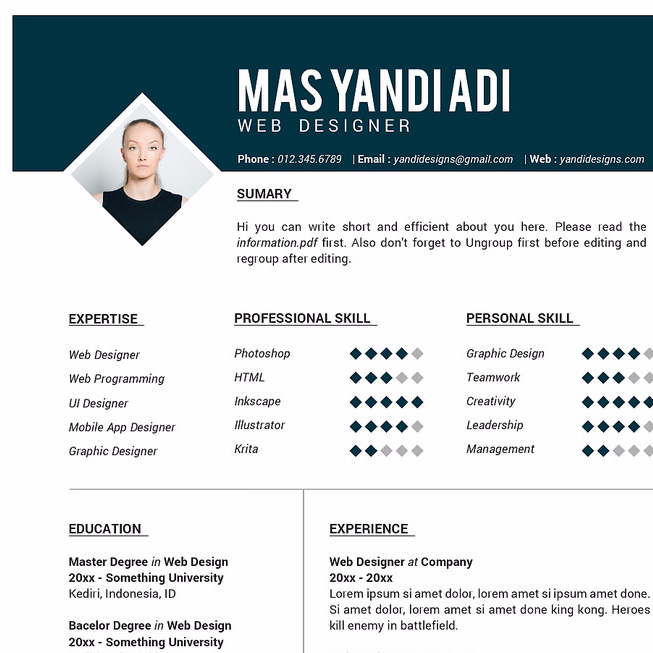 MAS YANDI ADI
WEB DESIGNER
Phone : 012.345.6789 | Email : yandidesigns@gmail.com | Web : yandidesigns.com
SUMARY
Hi you can write short and efficient about you here. Please read the
information.pdf first. Also don't forget to Ungroup first before editing and
regroup after editing.
EXPERTISE
Web Designer
Web Programming
UI Designer
Mobile App Designer
Graphic Designer
PROFESSIONAL SKILL
Photoshop
HTML
Inkscape
Illustrator
Krita
PERSONAL SKILL
Graphic Design
Teamwork
Creativity
Leadership
Management
EDUCATION
Master Degree in Web Design
20xx - Something University
Kediri, Indonesia, ID
Bacelor Degree in Web Design
20xx - Something University
EXPERIENCE
Web Designer at Company
20xx - 20xx
Lorem ipsum si amet dolor, lorem amet si ipsum amet done.
Si amet dolor, lorem amet si amet done king kong. Heroes
kill enemy in battlefield.